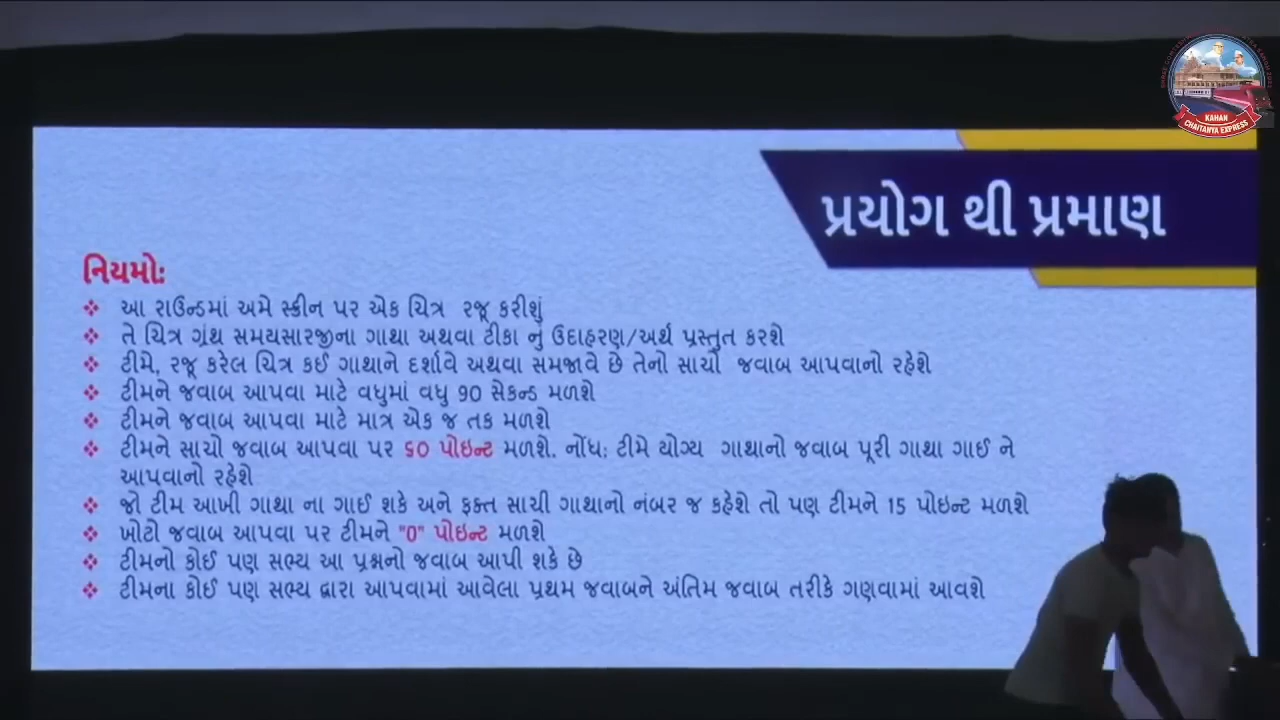 KAHAN
CHAITANYA EXPRESS
પ્રયોગ થી પ્રમાણ
નિયમો:
❖ આ રાઉન્ડમાં અમે સ્ક્રીન પર એક ચિત્ર રજૂ કરીશું
❖ તે ચિત્ર ગ્રંથ સમયસારજીના ગાથા અથવા ટીકા નું ઉદાહરણ/અર્થ પ્રસ્તુત કરશે
❖ ટીમે, રજૂ કરેલ ચિત્ર કઈ ગાથાને દર્શાવે અથવા સમજાવે છે તેનો સાચો જવાબ આપવાનો રહેશે
❖ ટીમને જવાબ આપવા માટે વધુમાં વધુ 90 સેકન્ડ મળશે
❖ ટીમને જવાબ આપવા માટે માત્ર એક જ તક મળશે
❖ ટીમને સાચો જવાબ આપવા પર ૬૦ પોઇન્ટ મળશે. નોંધ: ટીમે યોગ્ય ગાથાનો જવાબ પૂરી ગાથા ગાઈ ને
આપવાનો રહેશે
❖ જો ટીમ આખી ગાથા ના ગાઈ શકે અને ફક્ત સાચી ગાથાનો નંબર જ કહેશે તો પણ ટીમને 15 પોઇન્ટ મળશે
❖ ખોટો જવાબ આપવા પર ટીમને "0" પોઇન્ટ મળશે
❖ ટીમનો કોઈ પણ સભ્ય આ પ્રશ્નનો જવાબ આપી શકે છે
❖ ટીમના કોઈ પણ સભ્ય દ્વારા આપવામાં આવેલા પ્રથમ જવાબને અંતિમ જવાબ તરીકે ગણવામાં આવશે